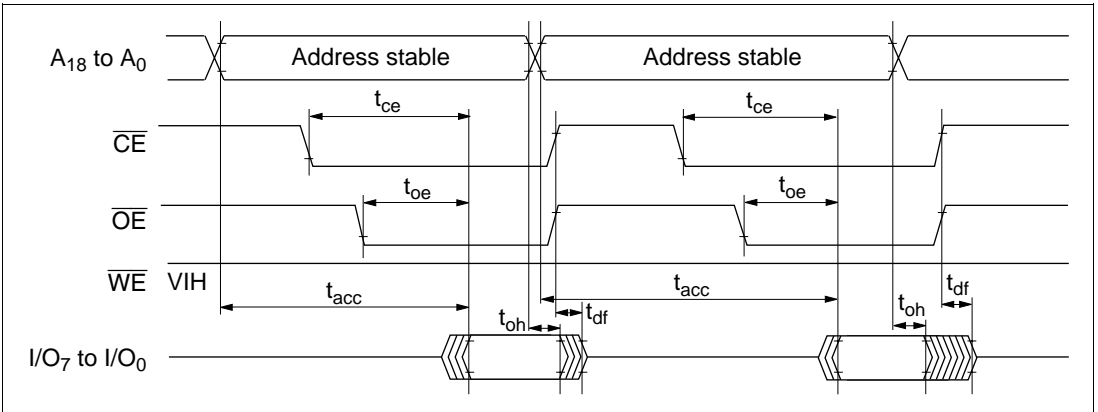 A18 to A0 Address stable Address stable
tce tce
CE
toe toe
OE
WE VIH
tacc tacc
toh tdf toh tdf
I/O7 to I/O0